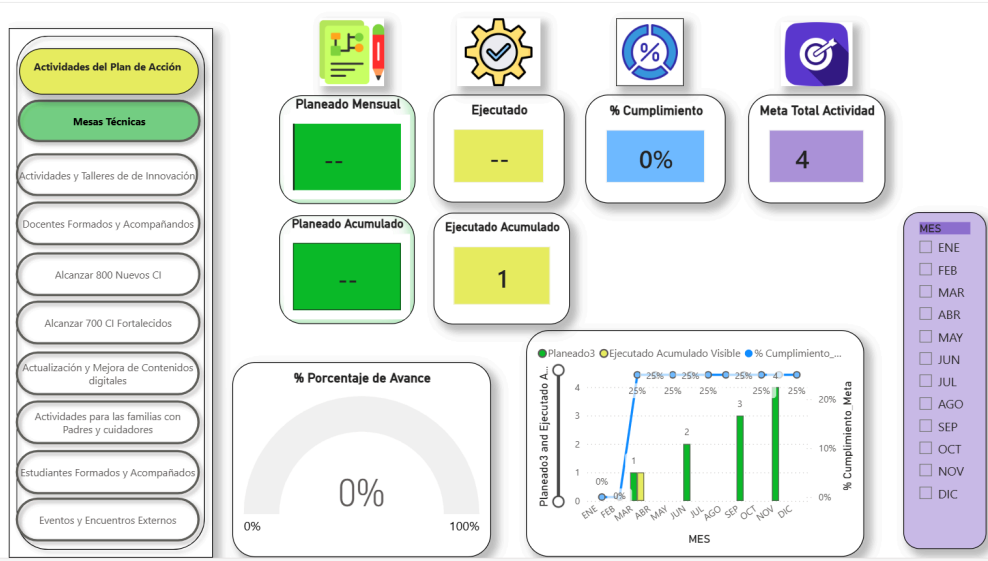 Actividades del Plan de Acción
Mesas Técnicas
Actividades y Talleres de de Innovación
Docentes Formados y Acompañandos
Alcanzar 800 Nuevos CI
Alcanzar 700 CI Fortalecidos
Actualización y Mejora de Contenidos
digitales
Actividades para las familias con
Padres y cuidadores
Estudiantes Formados y Acompañados
Eventos y Encuentros Externos
%
Planeado Mensual
--
Ejecutado
--
% Cumplimiento
0%
Meta Total Actividad
4
Planeado Acumulado
--
Ejecutado Acumulado
1
% Porcentaje de Avance
0%
0%
100%
Planeado3 Ejecutado Acumulado Visible % Cumplimiento_...
Planeado3 and Ejecutado A...
4
3
2
1
0
25% 25% 25% 4
25% 25% 25% 25% 25%
3
2
1
0%
0%
20%
10%
0%
% Cumplimiento_Meta
ENE FEB MAR ABR MAY JUN JUL AGO SEP OCT NOV DIC
MES
MES
ENE
FEB
MAR
ABR
MAY
JUN
JUL
AGO
SEP
OCT
NOV
DIC